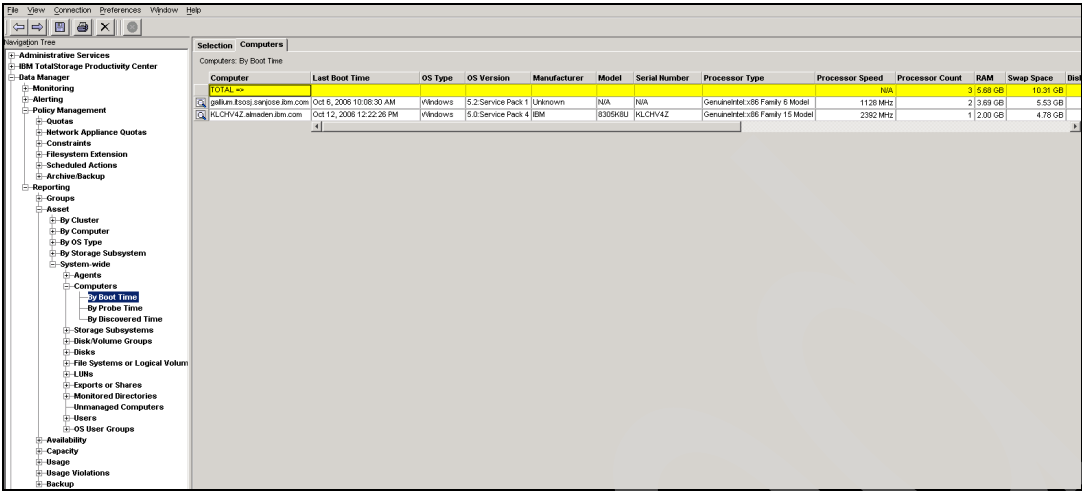 File View Connection Preferences Window Help
Navigation Tree
Administrative Services
IBM TotalStorage Productivity Center
Data Manager
Monitoring
Alerting
Policy Management
Quotas
Network Appliance Quotas
Constraints
Filesystem Extension
Scheduled Actions
Archive/Backup
Reporting
Groups
Asset
By Cluster
By Computer
By OS Type
By Storage Subsystem
System-wide
Agents
Computers
By Boot Time
By Probe Time
By Discovered Time
Storage Subsystems
Disk/Volume Groups
Disks
File Systems or Logical Volum
LUNs
Exports or Shares
Monitored Directories
Unmanaged Computers
Users
OS User Groups
Availability
Capacity
Usage
Usage Violations
Backup
Selection Computers
Computers: By Boot Time
Computer Last Boot Time OS Type OS Version Manufacturer Model Serial Number Processor Type Processor Speed Processor Count RAM Swap Space Disk
TOTAL => N/A 3 5.68 GB 10.31 GB
gallium.itsosj.sanjose.ibm.com Oct 6, 2006 10:08:30 AM Windows 5.2:Service Pack 1 Unknown N/A N/A GenuineIntel:x86 Family 6 Model 1128 MHz 2 3.69 GB 5.53 GB
KLCHV4Z.almaden.ibm.com Oct 12, 2006 12:22:26 PM Windows 5.0:Service Pack 4 IBM 8305K8U KLCHV4Z GenuineIntel:x86 Family 15 Model 2392 MHz 1 2.00 GB 4.78 GB